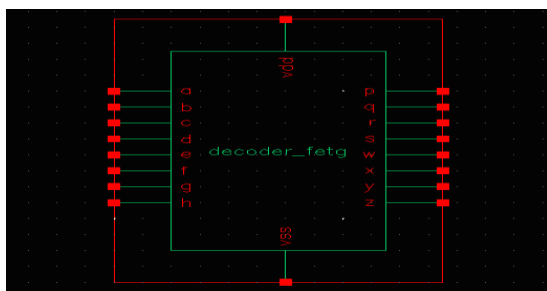 vdd
a p
b q
c r
d s
decoder_fetg
e w
f x
g y
h z
vss